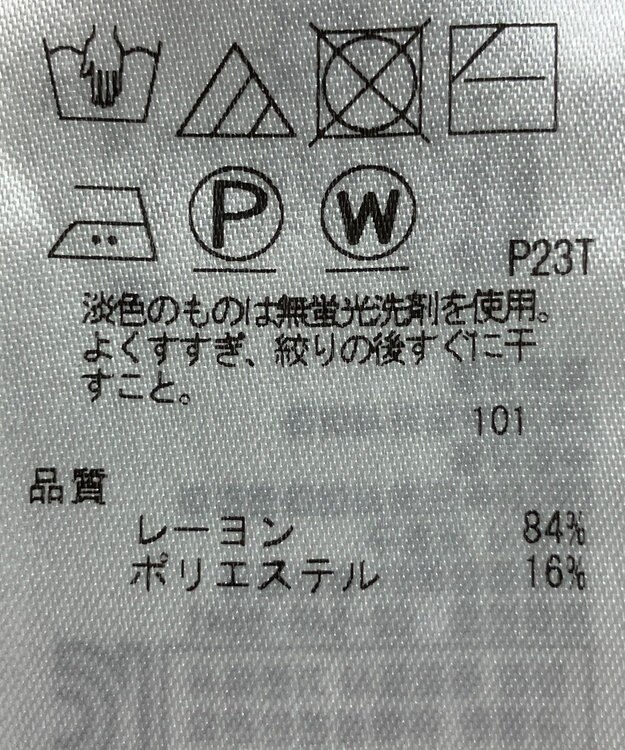 P W
P23T
淡色のものは無蛍光洗剤を使用。
よくすすぎ、絞りの後すぐに干
すこと。
101
品質
レーヨン 84%
ポリエステル 16%